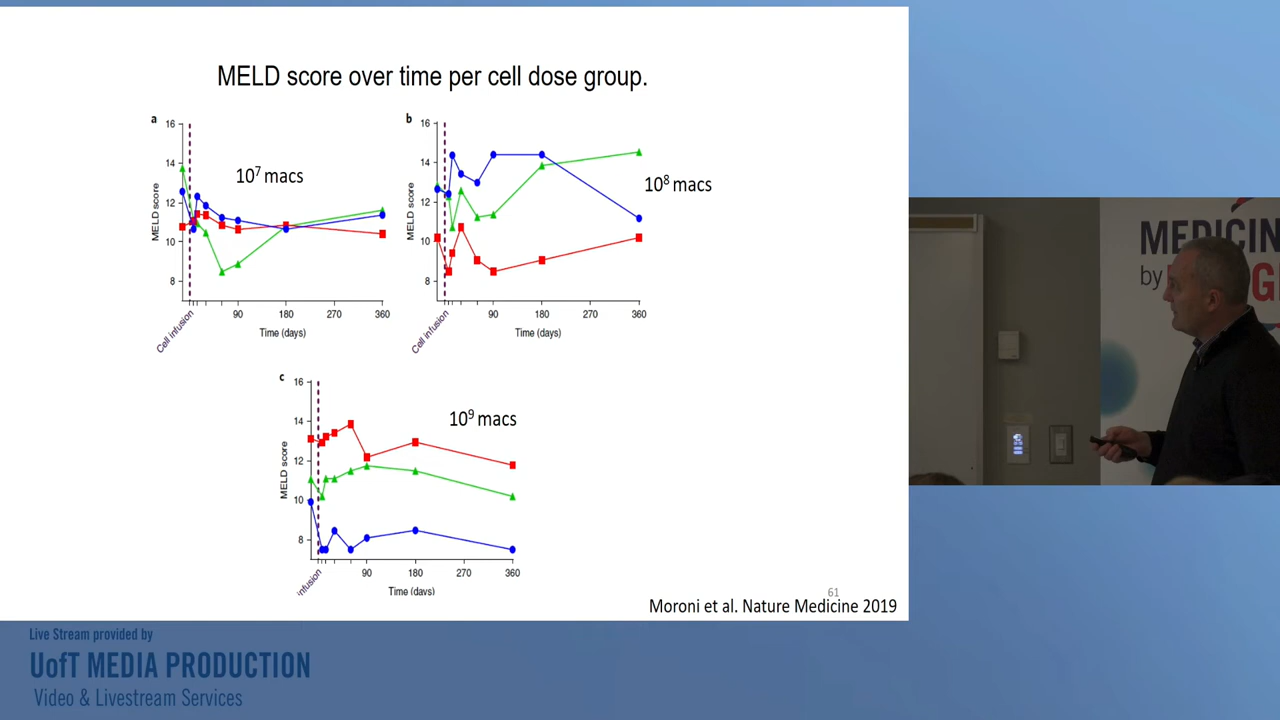 MELD score over time per cell dose group.
a
16
14
12
10
8
MELD score
10⁷ macs
90
180
270
360
Cell infusion
Time (days)
b
16
14
12
10
8
MELD score
10⁸ macs
90
180
270
360
Cell infusion
Time (days)
c
16
14
12
10
8
MELD score
10⁹ macs
90
180
270
360
infusion
Time (days)
61
Moroni et al. Nature Medicine 2019
MEDICIN
by
G
Live Stream provided by
UofT MEDIA PRODUCTION
Video & Livestream Services